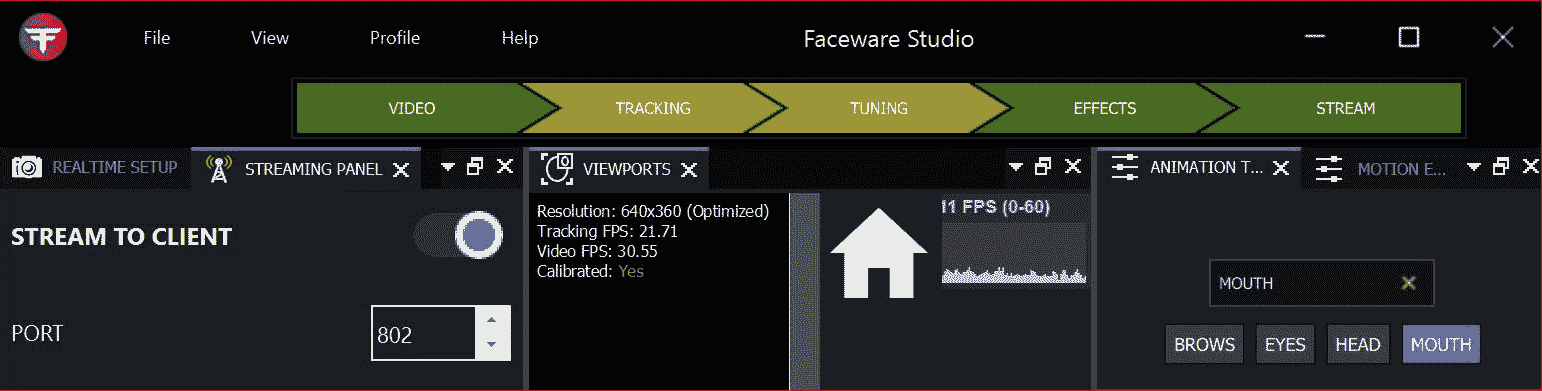 File View Profile Help Faceware Studio
VIDEO TRACKING TUNING EFFECTS STREAM
REALTIME SETUP STREAMING PANEL VIEWPORTS ANIMATION T... MOTION E...
STREAM TO CLIENT
PORT 802
Resolution: 640x360 (Optimized)
Tracking FPS: 21.71
Video FPS: 30.55
Calibrated: Yes
11 FPS (0-60)
MOUTH
BROWS EYES HEAD MOUTH